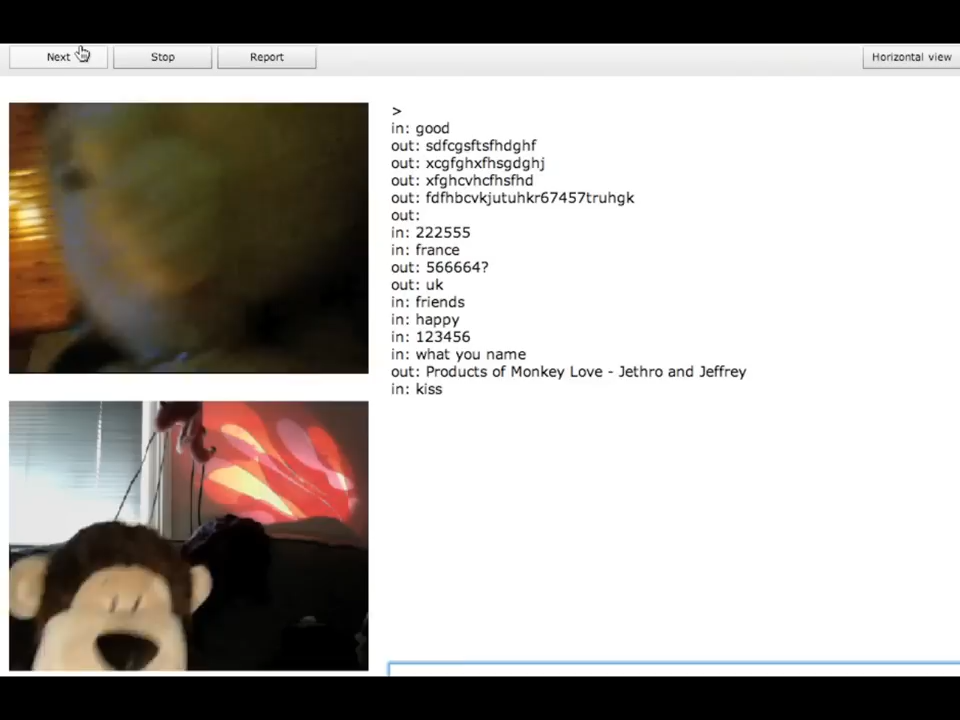 Next Stop Report Horizontal view
>
in: good
out: sdfcgsftsfhdghf
out: xcgfghxfhsgdghj
out: xfghcvhcfhsfhd
out: fdfhbcvkjutuhkr67457truhgk
out:
in: 222555
in: france
out: 566664?
out: uk
in: friends
in: happy
in: 123456
in: what you name
out: Products of Monkey Love - Jethro and Jeffrey
in: kiss